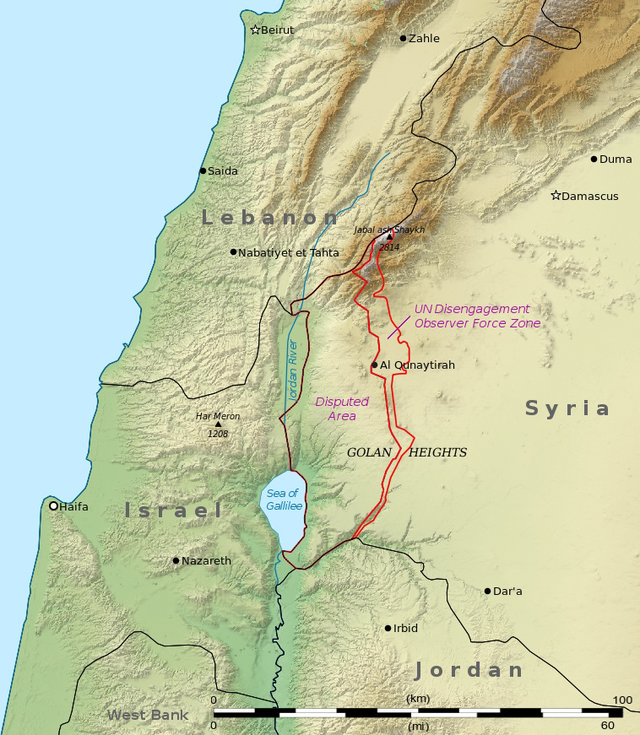 Beirut
Zahle
Duma
Saida
Damascus
Lebanon
Jabal ash Shaykh
2814
Nabatiyet et Tahta
UN Disengagement
Observer Force Zone
Jordan River
Al Qunaytirah
Disputed
Area
Syria
Har Meron
1208
GOLAN HEIGHTS
Sea of
Gallilee
Haifa
Israel
Nazareth
Dar'a
Irbid
Jordan
West Bank
0 (km) 100
0 (mi) 60